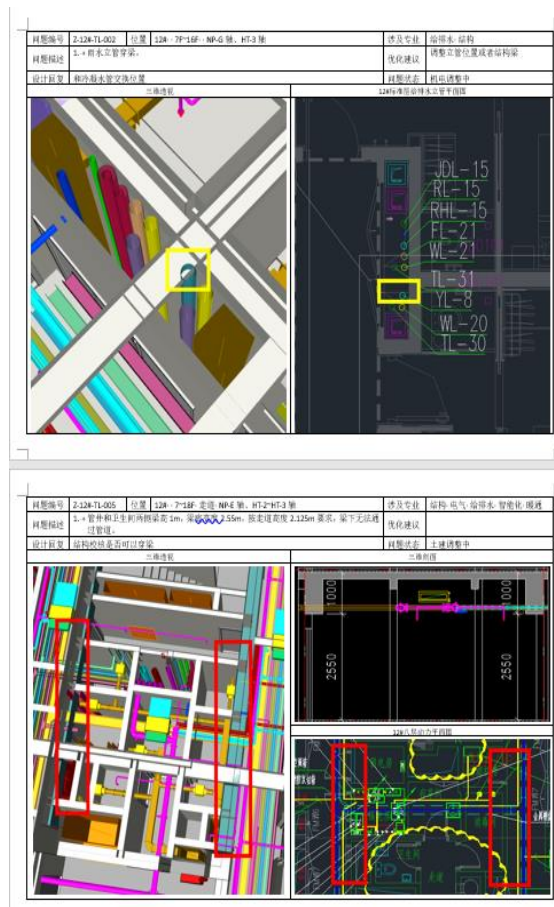 问题编号 Z-12#-TL-002 位置 12#··7F~16F··NP-G 轴、HT-3 轴 涉及专业 给排水·结构
问题描述 1.→雨水立管穿梁。 优化建议 调整立管位置或者结构梁
设计回复 和冷凝水管交换位置 问题状态 机电调整中
三维透视 12#标准层给排水立管平面图
JDL-15
RL-15
RHL-15
FL-21
WL-21
TL-31
YL-8
WL-20
TL-30
问题编号 Z-12#-TL-005 位置 12#··7~16F·走道·NP-E 轴、HT-2~HT-3 轴 涉及专业 结构·电气·给排水·智能化·暖通
问题描述 1.→管井和卫生间两侧梁高 1m，梁底高度 2.55m，按走道高度 2.125m 要求，梁下无法通 优化建议
过管道。
设计回复 结构校核是否可以穿梁 问题状态 土建调整中
三维透视 三维剖面
1000 1000
2550 2550
12#八层动力平面图
卫生间